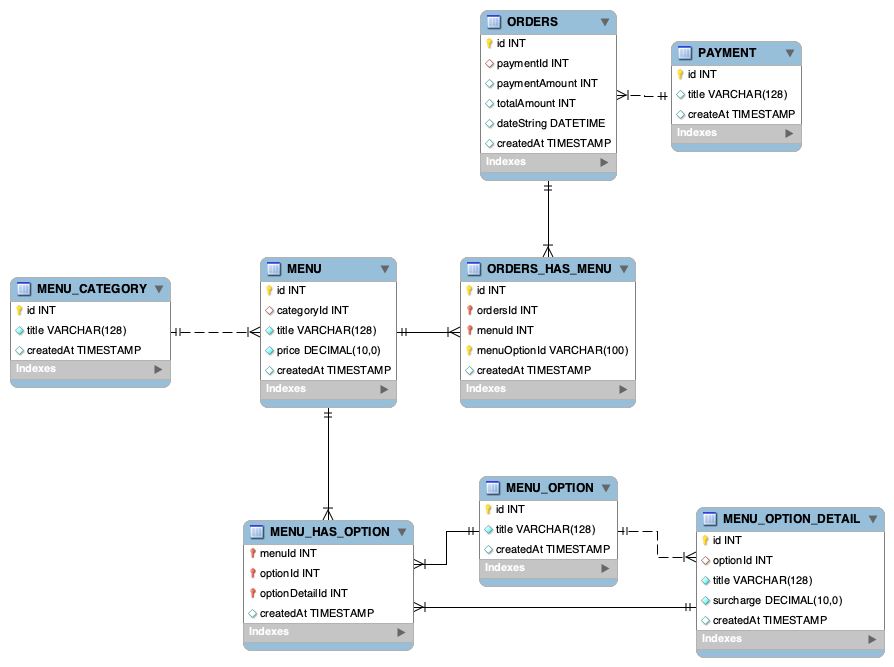 ORDERS
id INT
paymentId INT
paymentAmount INT
totalAmount INT
dateString DATETIME
createdAt TIMESTAMP
Indexes
PAYMENT
id INT
title VARCHAR(128)
createAt TIMESTAMP
Indexes
MENU_CATEGORY
id INT
title VARCHAR(128)
createdAt TIMESTAMP
Indexes
MENU
id INT
categoryId INT
title VARCHAR(128)
price DECIMAL(10,0)
createdAt TIMESTAMP
Indexes
ORDERS_HAS_MENU
id INT
ordersId INT
menuId INT
menuOptionId VARCHAR(100)
createdAt TIMESTAMP
Indexes
MENU_HAS_OPTION
menuId INT
optionId INT
optionDetailId INT
createdAt TIMESTAMP
Indexes
MENU_OPTION
id INT
title VARCHAR(128)
createdAt TIMESTAMP
Indexes
MENU_OPTION_DETAIL
id INT
optionId INT
title VARCHAR(128)
surcharge DECIMAL(10,0)
createdAt TIMESTAMP
Indexes